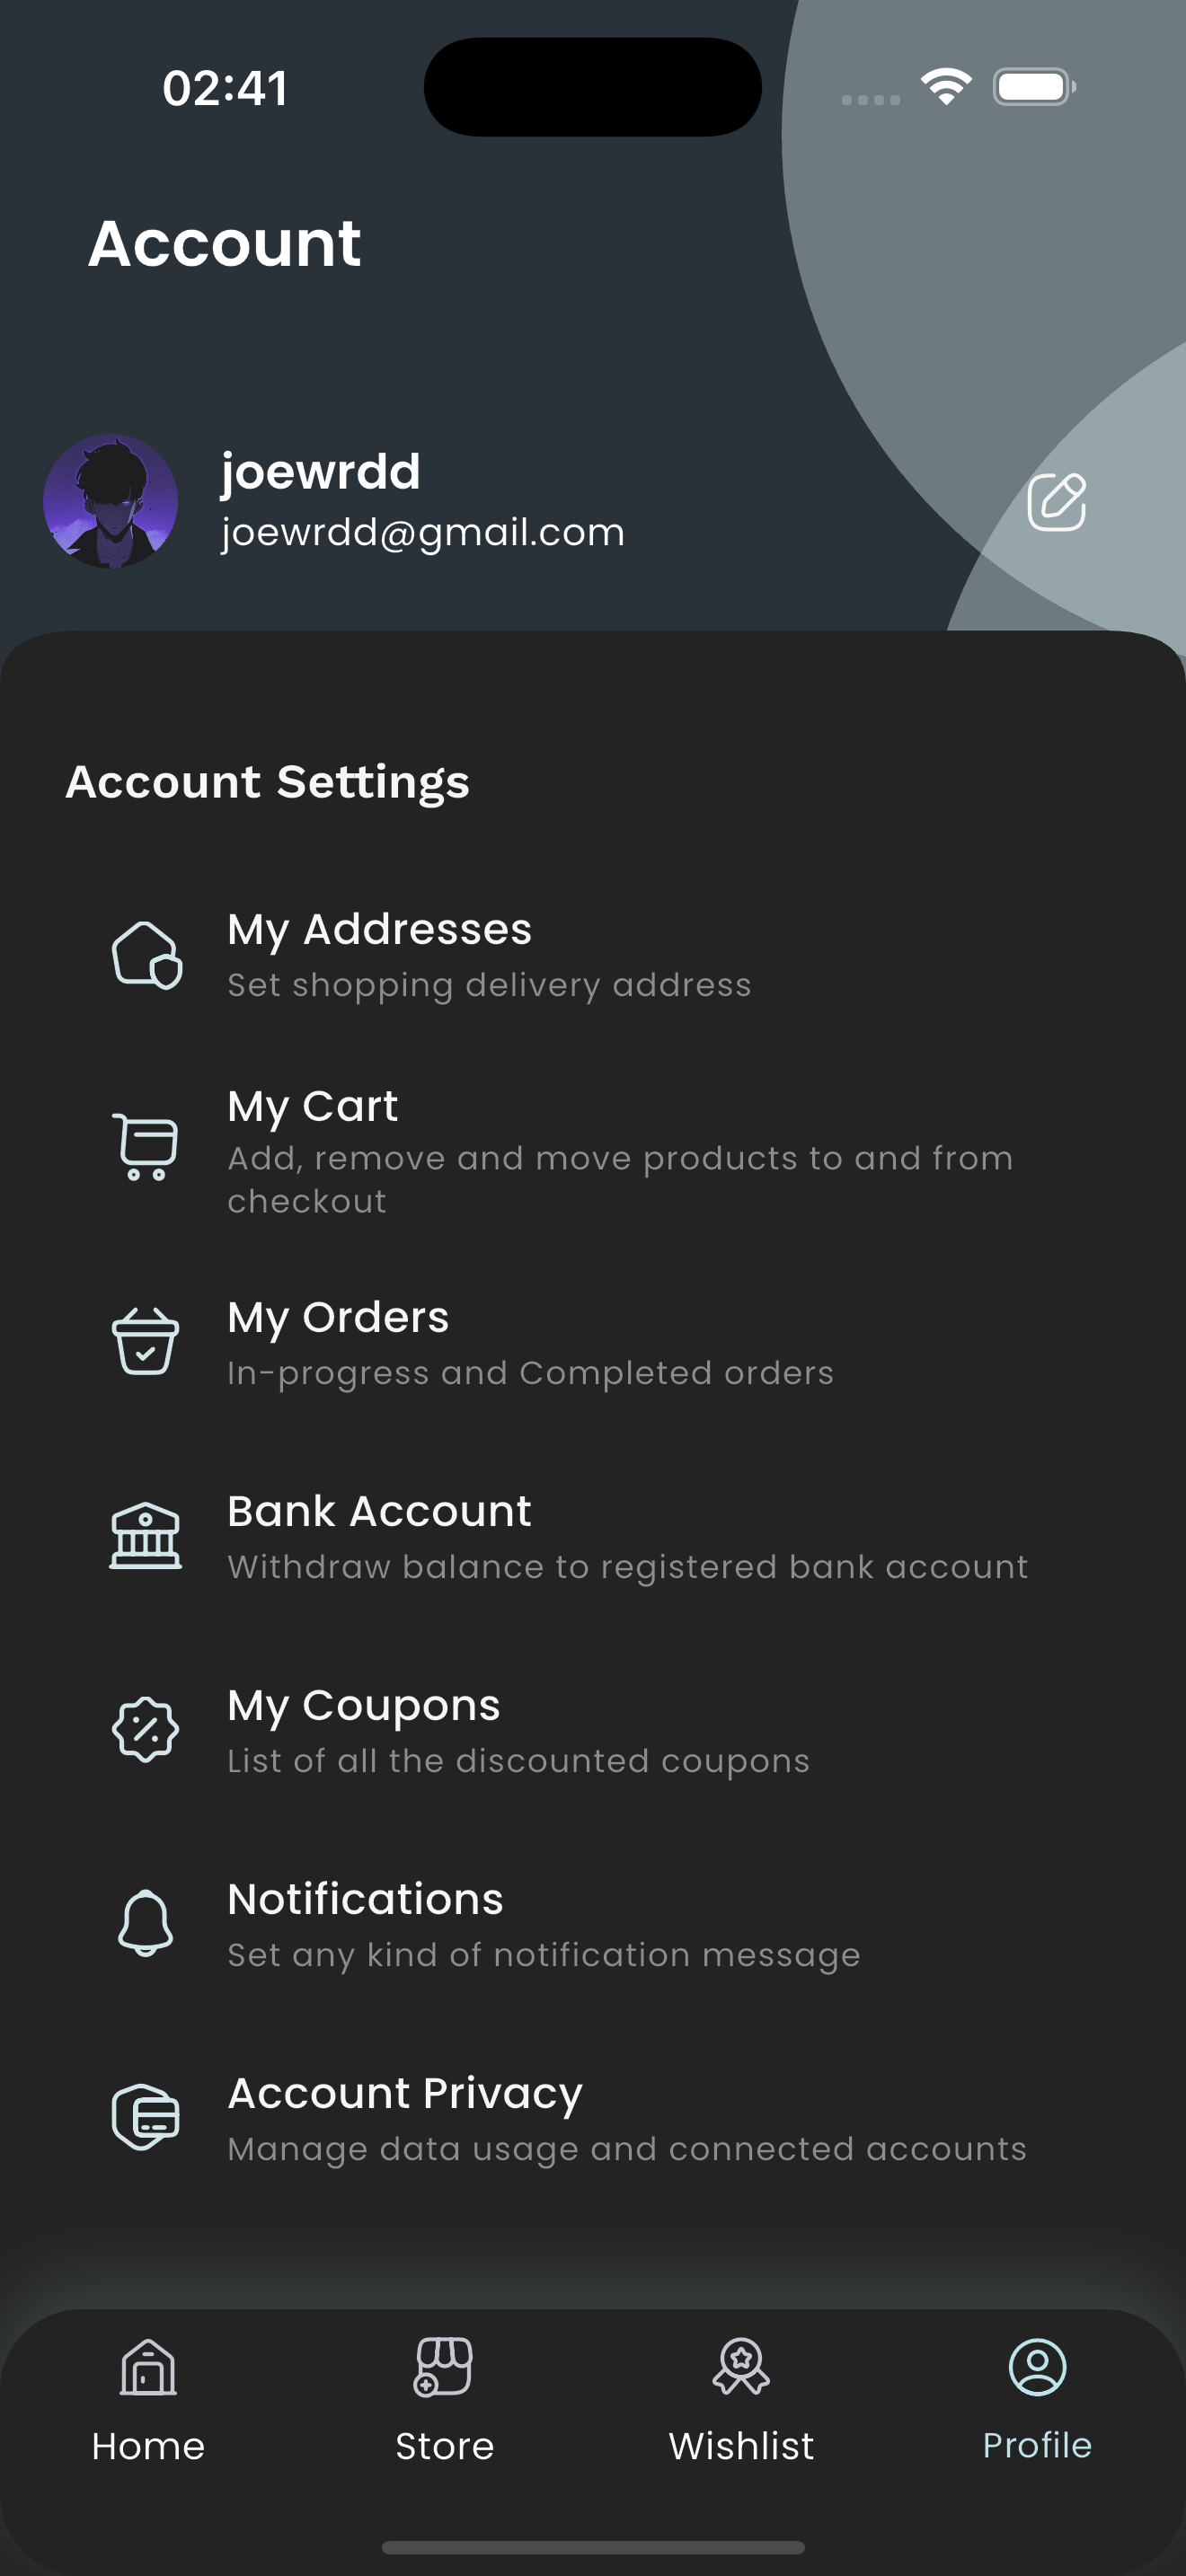 02:41
Account
joewrdd
joewrdd@gmail.com
Account Settings
My Addresses
Set shopping delivery address
My Cart
Add, remove and move products to and from
checkout
My Orders
In-progress and Completed orders
Bank Account
Withdraw balance to registered bank account
My Coupons
List of all the discounted coupons
Notifications
Set any kind of notification message
Account Privacy
Manage data usage and connected accounts
Home
Store
Wishlist
Profile